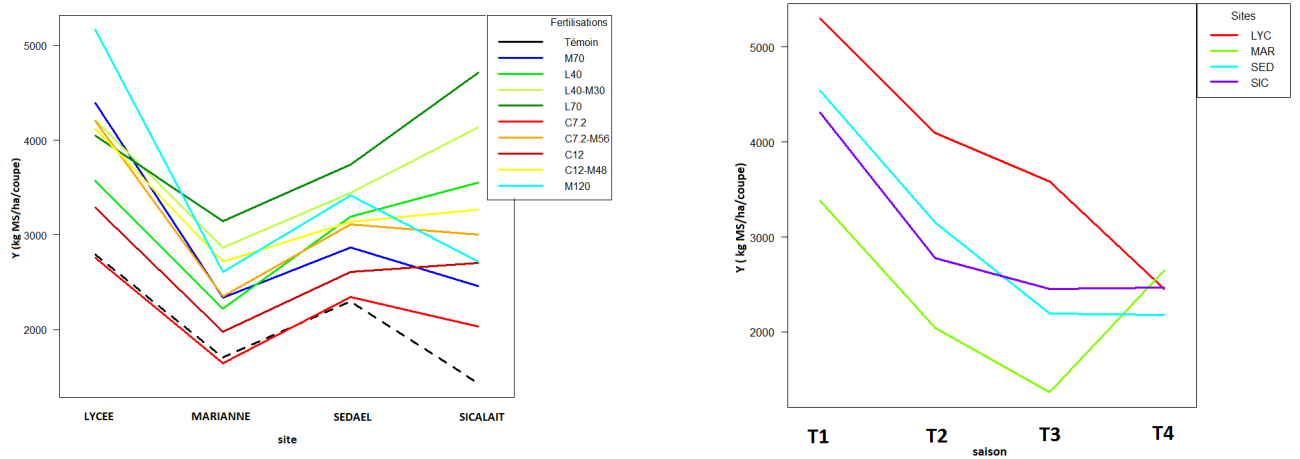 Fertilisations
Témoin
M70
L40
L40-M30
L70
C7.2
C7.2-M56
C12
C12-M48
M120
Y (kg MS/ha/coupe)
5000
4000
3000
2000
LYCEE MARIANNE SEDAEL SICALAIT
site
Sites
LYC
MAR
SED
SIC
Y ( kg MS/ha/coupe)
5000
4000
3000
2000
T1 T2 T3 T4
saison